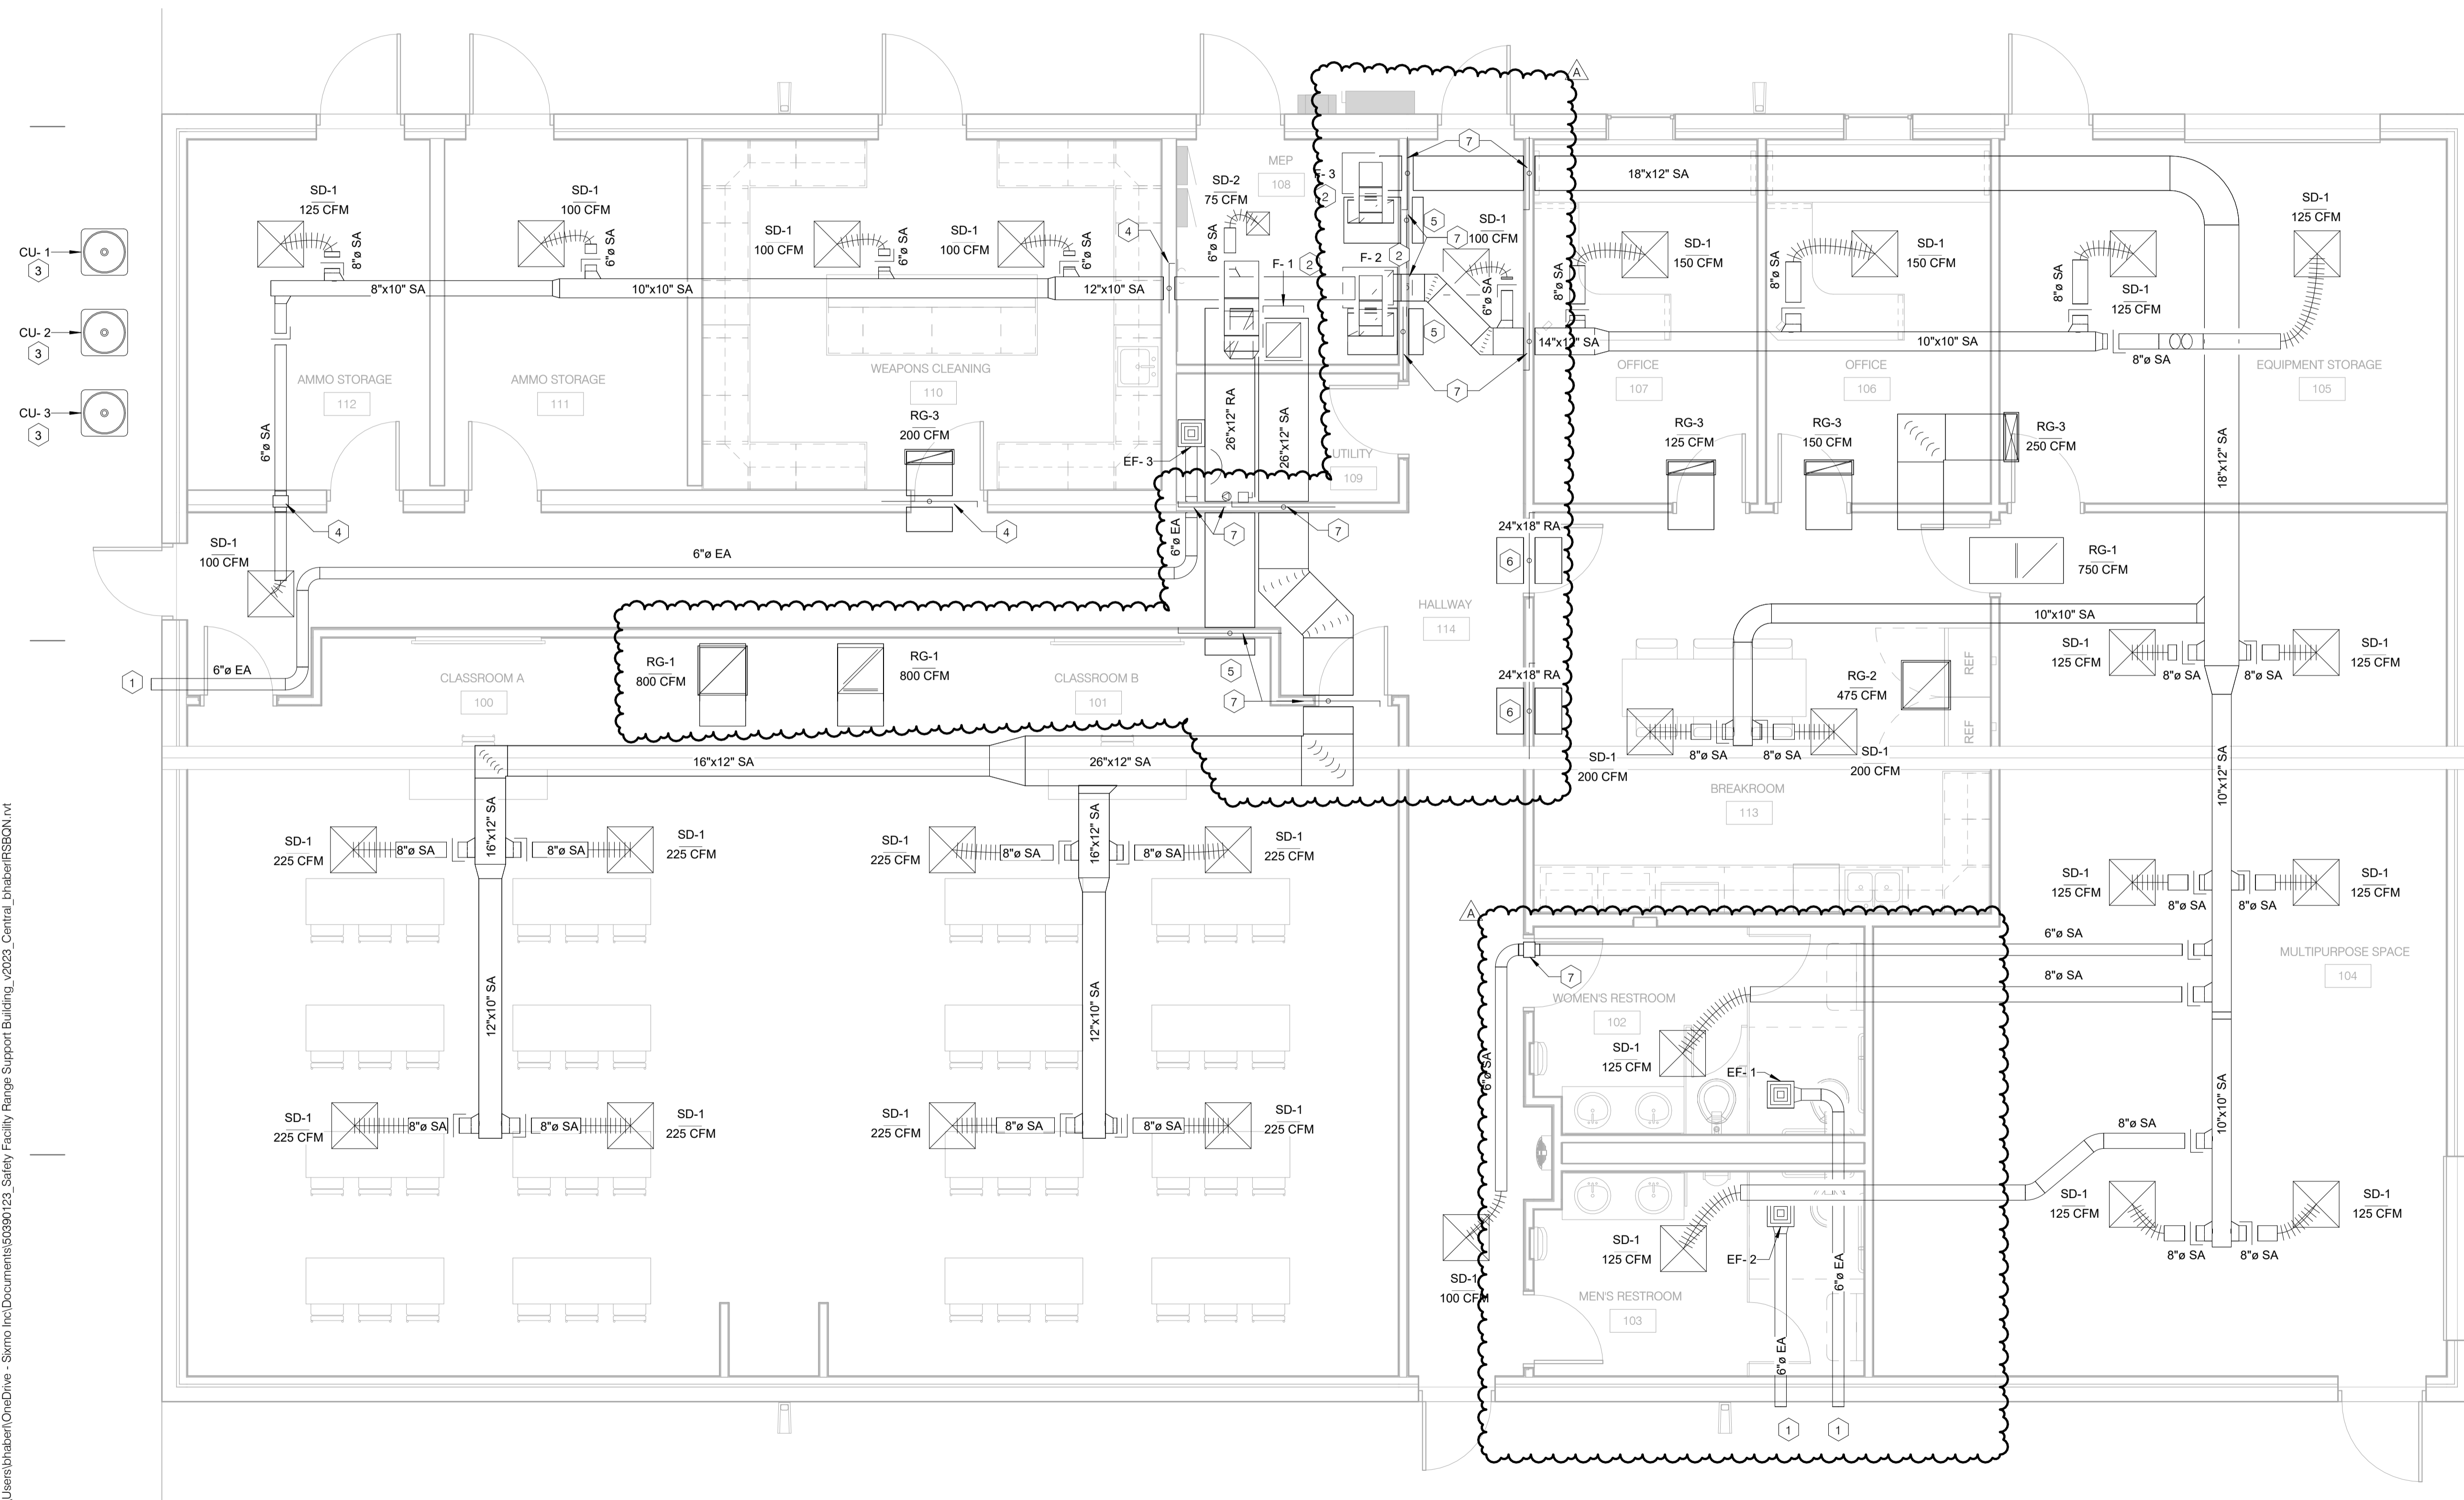 A
MEP
108
SD-2
75 CFM
F- 3
2
7
18"x12" SA
SD-1
125 CFM
8"ø SA
SD-1
100 CFM
6"ø SA
SD-1
100 CFM
6"ø SA
SD-1
100 CFM
6"ø SA
4
6"ø SA
F- 1
2
F- 2
2
5
7
SD-1
100 CFM
6"ø SA
8"ø SA
SD-1
150 CFM
8"ø SA
SD-1
150 CFM
8"ø SA
SD-1
125 CFM
SD-1
125 CFM
CU- 1
3
CU- 2
3
CU- 3
3
8"x10" SA
10"x10" SA
12"x10" SA
5
14"x12" SA
10"x10" SA
8"ø SA
AMMO STORAGE
112
AMMO STORAGE
111
WEAPONS CLEANING
110
OFFICE
107
OFFICE
106
EQUIPMENT STORAGE
105
7
6"ø SA
RG-3
200 CFM
EF- 3
26"x12" RA
26"x12" SA
UTILITY
109
RG-3
125 CFM
RG-3
150 CFM
RG-3
250 CFM
18"x12" SA
4
4
6"ø EA
7
7
24"x18" RA
6
SD-1
100 CFM
6"ø EA
RG-1
750 CFM
HALLWAY
114
10"x10" SA
1
6"ø EA
CLASSROOM A
100
RG-1
800 CFM
RG-1
800 CFM
CLASSROOM B
101
5
7
24"x18" RA
6
SD-1
125 CFM
8"ø SA
8"ø SA
SD-1
125 CFM
RG-2
475 CFM
REF
REF
SD-1
200 CFM
8"ø SA
8"ø SA
SD-1
200 CFM
16"x12" SA
26"x12" SA
BREAKROOM
113
10"x12" SA
SD-1
225 CFM
8"ø SA
16"x12" SA
8"ø SA
SD-1
225 CFM
SD-1
225 CFM
8"ø SA
16"x12" SA
8"ø SA
SD-1
225 CFM
SD-1
125 CFM
8"ø SA
8"ø SA
SD-1
125 CFM
A
6"ø SA
7
8"ø SA
MULTIPURPOSE SPACE
104
12"x10" SA
12"x10" SA
WOMEN'S RESTROOM
102
SD-1
125 CFM
EF- 1
6"ø SA
SD-1
225 CFM
8"ø SA
8"ø SA
SD-1
225 CFM
SD-1
225 CFM
8"ø SA
8"ø SA
SD-1
225 CFM
8"ø SA
10"x10" SA
SD-1
125 CFM
8"ø SA
8"ø SA
SD-1
125 CFM
SD-1
125 CFM
EF- 2
6"ø EA
6"ø EA
SD-1
100 CFM
MEN'S RESTROOM
103
1
1
Users\bhaberl\OneDrive - Sixmo Inc\Documents\50390123_Safety Facility Range Support Building_v2023_Central_bhaberlRSBQN.rvt